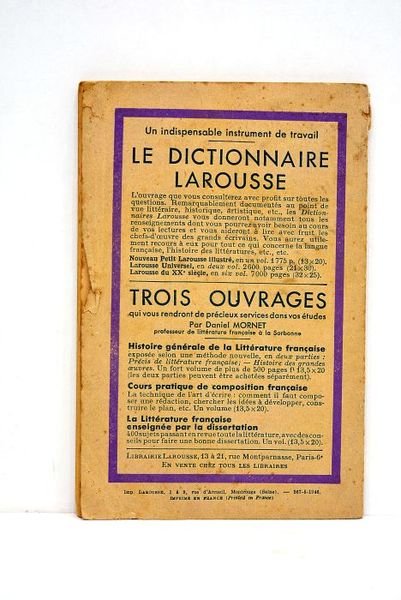 Un indispensable instrument de travail
LE DICTIONNAIRE
LAROUSSE
L'ouvrage que vous consulterez avec profit sur toutes les
questions. Remarquablement documentés au point de
vue littéraire, historique, artistique, etc., les Diction-
naires Larousse vous donneront notamment tous les
renseignements dont vous pourrez avoir besoin au cours
de vos lectures et vous aideront à lire avec fruit les
chefs-d'œuvre des grands écrivains. Vous aurez utile-
ment recours à eux pour tout ce qui concerne la langue
française, l'histoire des littératures, etc., etc.
Nouveau Petit Larousse illustré, en un vol. 1 775 p. (13×20).
Larousse Universel, en deux vol. 2600 pages (21×30).
Larousse du XXe siècle, en six vol. 7000 pages (32×25).
TROIS OUVRAGES
qui vous rendront de précieux services dans vos études
Par Daniel MORNET
professeur de littérature française à la Sorbonne
Histoire générale de la Littérature française
exposée selon une méthode nouvelle, en deux parties :
Précis de littérature française; — Histoire des grandes
œuvres. Un fort volume de plus de 500 pages 13,5×20
(les deux parties peuvent être achetées séparément).
Cours pratique de composition française
La technique de l'art d'écrire : comment il faut compo-
ser une rédaction, chercher les idées à développer, cons-
truire le plan, etc. Un volume (13,5×20).
La Littérature française
enseignée par la dissertation
400 sujets passant en revue toute la littérature, avec des con-
seils pour faire une bonne dissertation. Un vol. (13,5×20).
LIBRAIRIE LAROUSSE, 13 à 21, rue Montparnasse, Paris-6e
EN VENTE CHEZ TOUS LES LIBRAIRES
Imp. LAROUSSE, 1 à 9, rue d'Arcueil, Montrouge (Seine). — 367-5-1946.
IMPRIMÉ EN FRANCE (Printed in France)